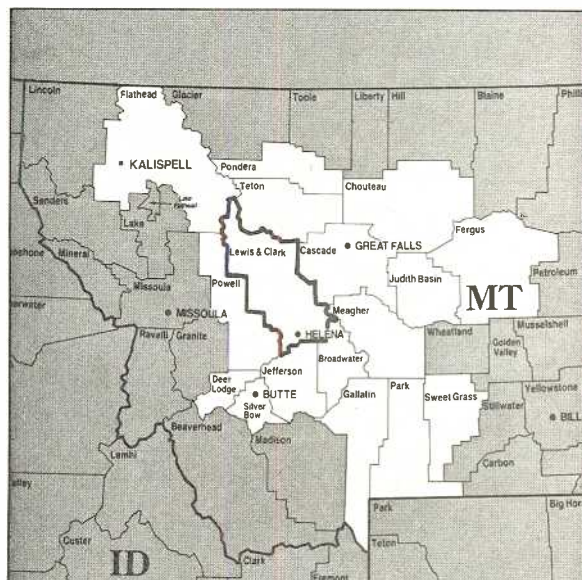 Lincoln
Flathead
Glacier
Toole
Liberty
Hill
Blaine
KALISPELL
Pondera
Teton
Chouteau
Sanders
Lake
Fergus
Lewis & Clark
Cascade
GREAT FALLS
Mineral
Judith Basin
Petroleum
Missoula
Powell
MT
MISSOULA
Meagher
HELENA
Wheatland
Musselshell
Ravalli
Granite
Broadwater
Golden
Valley
Jefferson
Deer
Lodge
BUTTE
Gallatin
Park
Sweet Grass
Yellowstone
Silver
Bow
Stillwater
BILL
Beaverhead
Madison
Lemhi
Carbon
Park
Big Hor
Teton
Custer
ID
Clark
Fremont